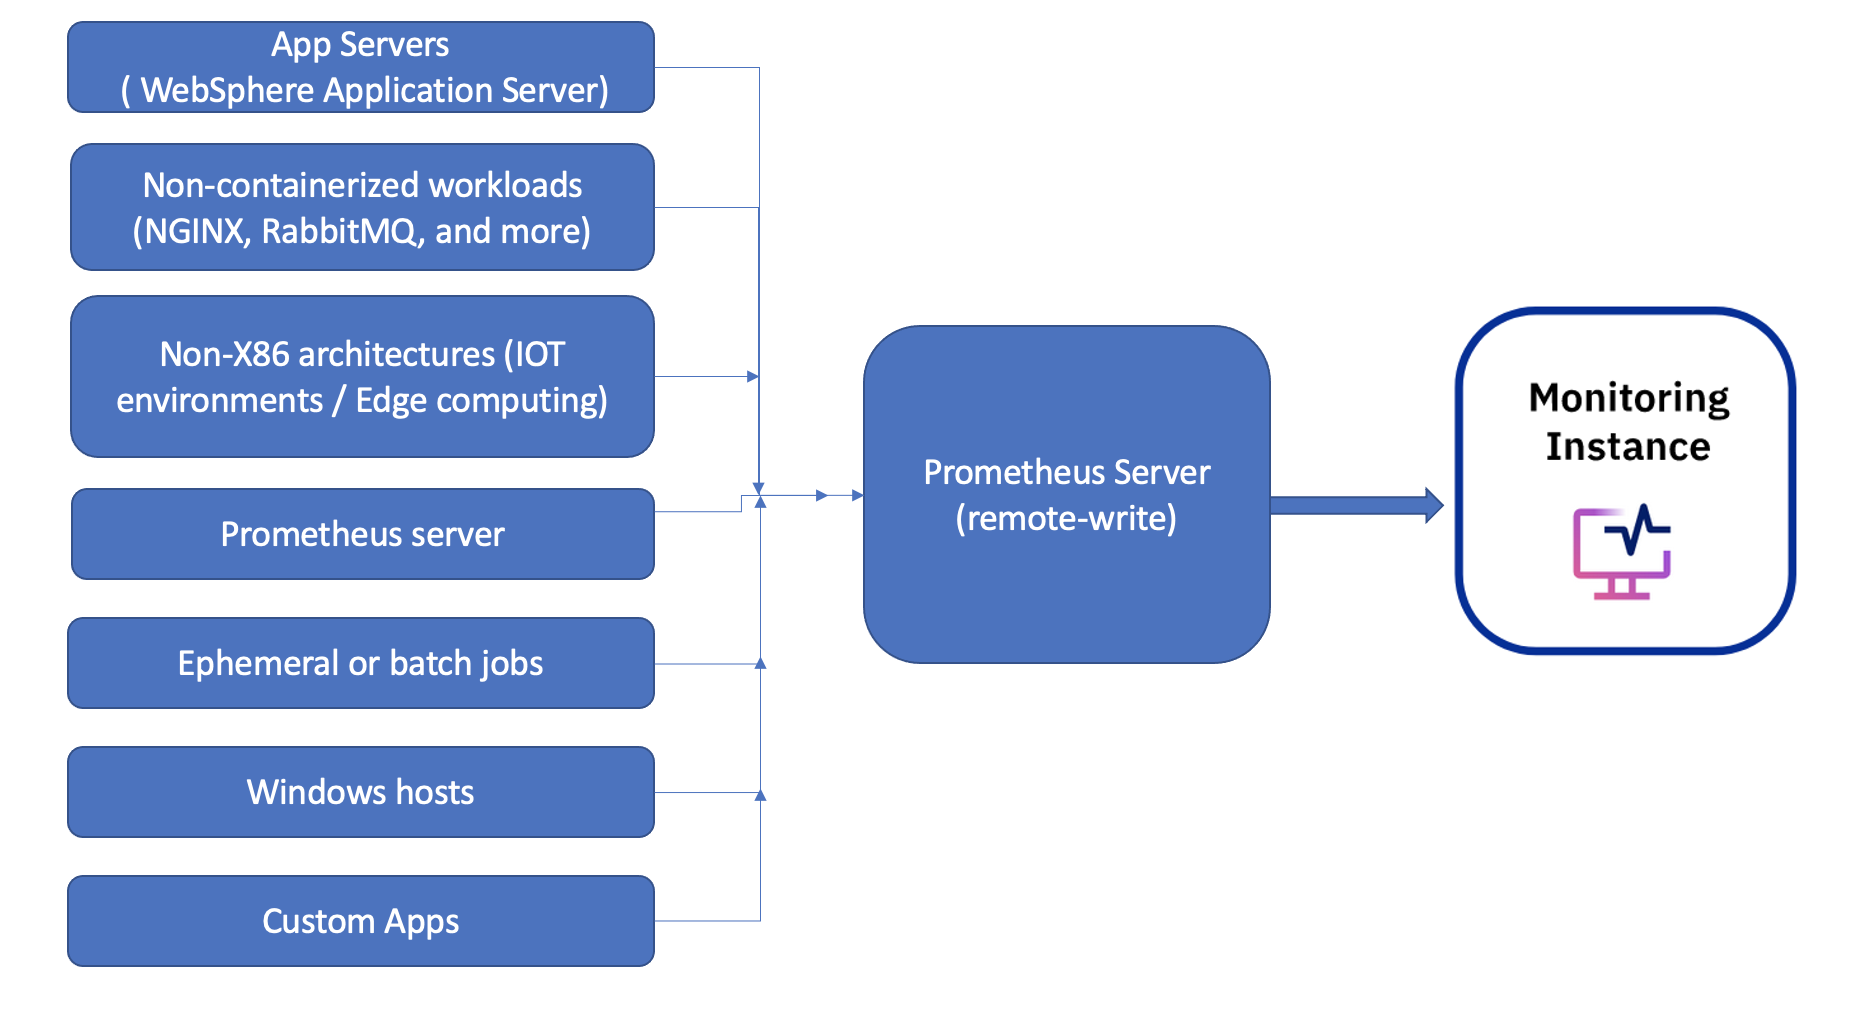 App Servers
( WebSphere Application Server)
Non-containerized workloads
(NGINX, RabbitMQ, and more)
Non-X86 architectures (IOT
environments / Edge computing)
Prometheus server
Ephemeral or batch jobs
Windows hosts
Custom Apps
Prometheus Server
(remote-write)
Monitoring
Instance